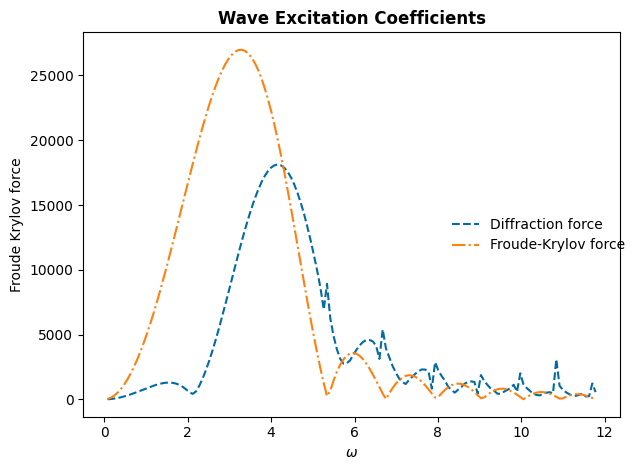 Wave Excitation Coefficients
Froude Krylov force
25000
20000
15000
10000
5000
0
Diffraction force
Froude-Krylov force
0 2 4 6 8 10 12
ω